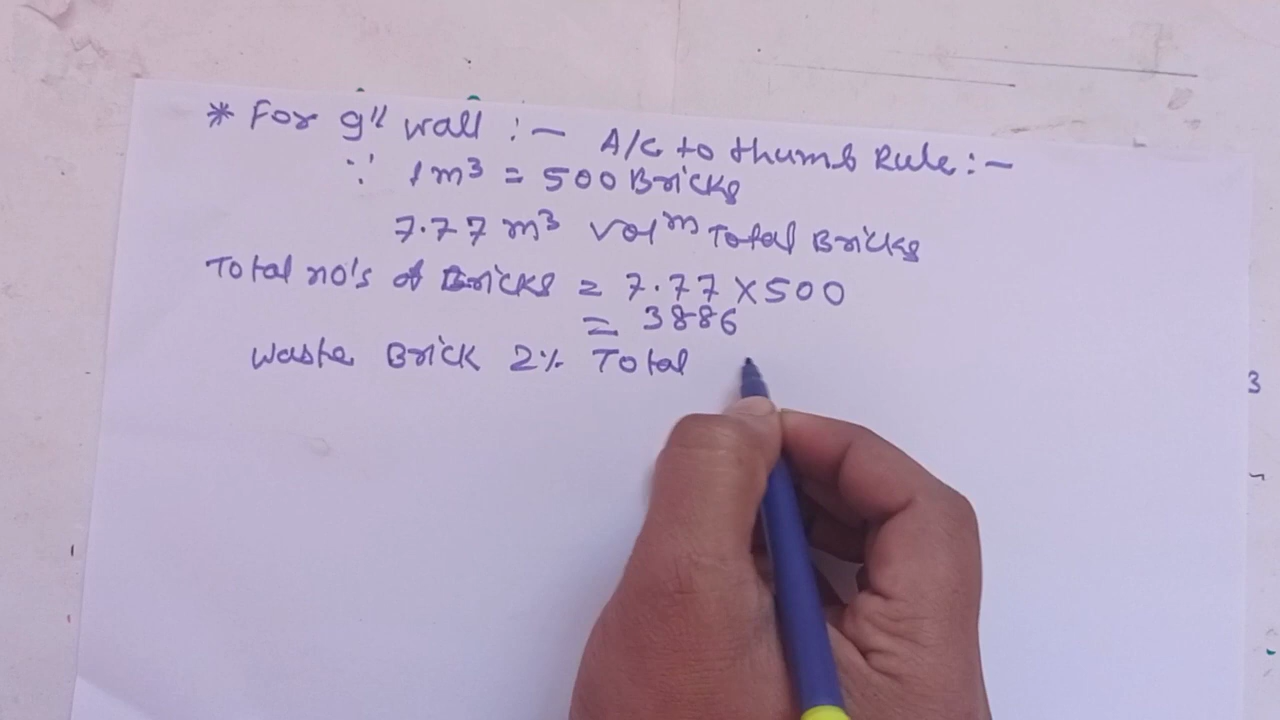 * For 9" wall :- A/c to thumb Rule :-
∵ 1m³ = 500 Bricks
7.77 m³ volᵐ Total Bricks
Total no's of Bricks = 7.77 x 500
= 3886
Waste Brick 2% Total
3